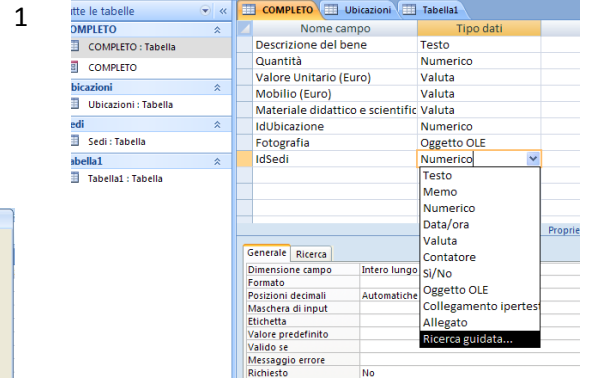 1
utte le tabelle
OMPLETO
COMPLETO : Tabella
COMPLETO
bicazioni
Ubicazioni : Tabella
edi
Sedi : Tabella
abella1
Tabella1 : Tabella
COMPLETO Ubicazioni Tabella1
Nome campo Tipo dati
Descrizione del bene Testo
Quantità Numerico
Valore Unitario (Euro) Valuta
Mobilio (Euro) Valuta
Materiale didattico e scientific Valuta
IdUbicazione Numerico
Fotografia Oggetto OLE
IdSedi Numerico
Testo
Memo
Numerico
Data/ora
Valuta
Contatore
Sì/No
Oggetto OLE
Collegamento ipertest
Allegato
Ricerca guidata...
Proprie
Generale Ricerca
Dimensione campo Intero lungo
Formato
Posizioni decimali Automatiche
Maschera di input
Etichetta
Valore predefinito
Valido se
Messaggio errore
Richiesto No